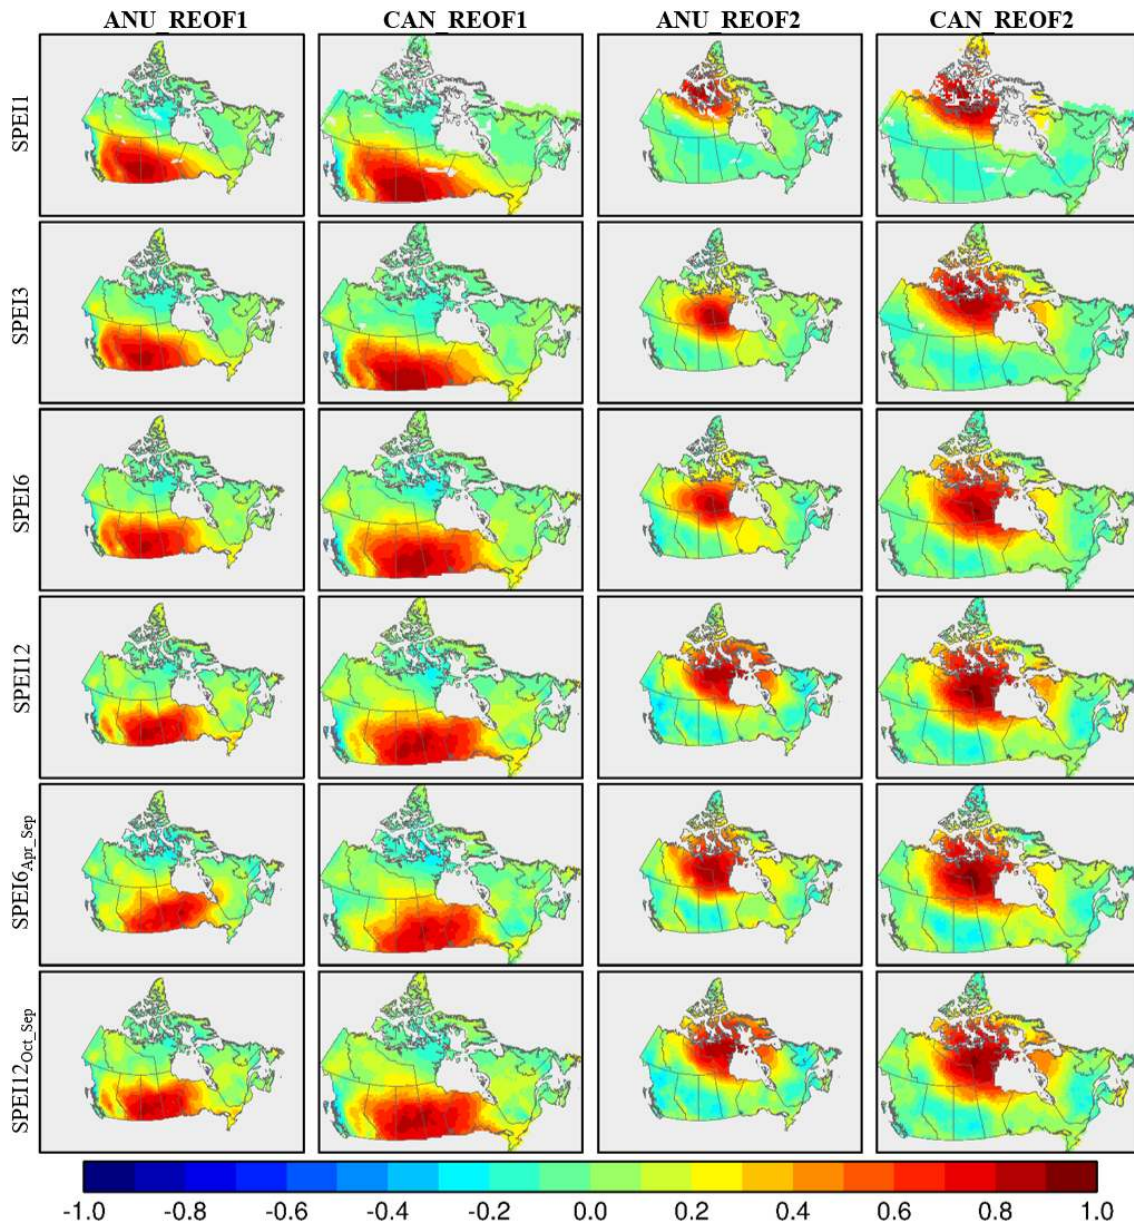 ANU_REOF1 CAN_REOF1 ANU_REOF2 CAN_REOF2
SPEI1
SPEI3
SPEI6
SPEI12
SPEI6Apr_Sep
SPEI12Oct_Sep
-1.0 -0.8 -0.6 -0.4 -0.2 0.0 0.2 0.4 0.6 0.8 1.0